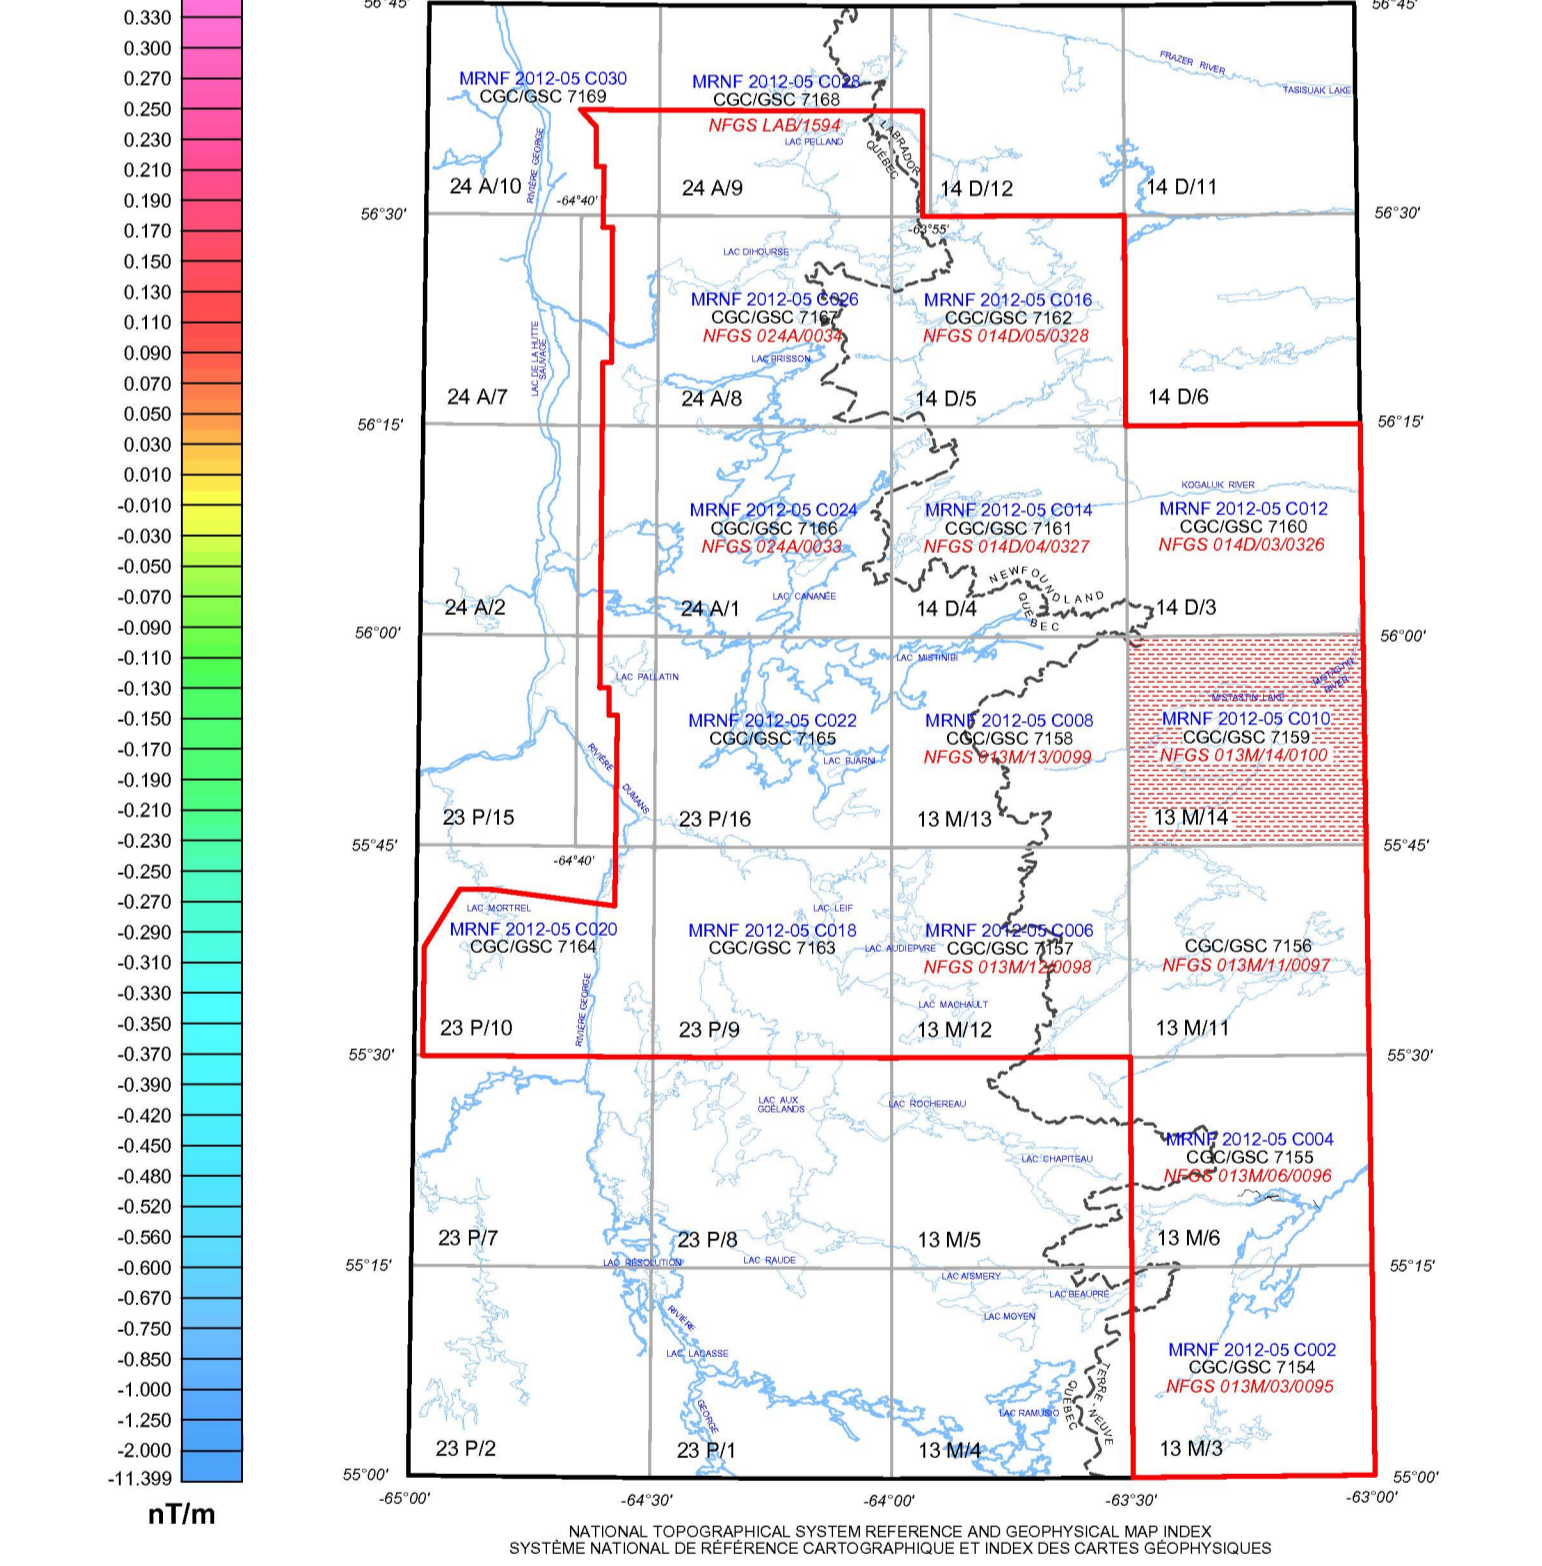 0.330
0.300
0.270
0.250
0.230
0.210
0.190
0.170
0.150
0.130
0.110
0.090
0.070
0.050
0.030
0.010
-0.010
-0.030
-0.050
-0.070
-0.090
-0.110
-0.130
-0.150
-0.170
-0.190
-0.210
-0.230
-0.250
-0.270
-0.290
-0.310
-0.330
-0.350
-0.370
-0.390
-0.420
-0.450
-0.480
-0.520
-0.560
-0.600
-0.670
-0.750
-0.850
-1.000
-1.250
-2.000
-11.399
nT/m
56°45' 56°45'
FRAZER RIVER
TASISUAK LAKE
MRNF 2012-05 C030
CGC/GSC 7169
MRNF 2012-05 C028
CGC/GSC 7168
NFGS LAB/1594
LAC PELLAND
LABRADOR
QUÉBEC
RIVIÈRE GEORGE
24 A/10
24 A/9
14 D/12
14 D/11
-64°40'
56°30' 56°30'
-63°55'
LAC DIHOURSE
MRNF 2012-05 C026
CGC/GSC 7167
NFGS 024A/0034
MRNF 2012-05 C016
CGC/GSC 7162
NFGS 014D/05/0328
LAC BRISSON
LAC DE LA HUTTE
SAUVAGE
24 A/7
24 A/8
14 D/5
14 D/6
56°15' 56°15'
KOGALUK RIVER
MRNF 2012-05 C024
CGC/GSC 7166
NFGS 024A/0033
MRNF 2012-05 C014
CGC/GSC 7161
NFGS 014D/04/0327
MRNF 2012-05 C012
CGC/GSC 7160
NFGS 014D/03/0326
NEWFOUNDLAND
QUÉBEC
LAC CANANÉE
24 A/2
24 A/1
14 D/4
14 D/3
56°00' 56°00'
LAC MISTINIBI
LAC PALLATIN
MISTASTIN LAKE
MISTASTIN
RIVER
MRNF 2012-05 C022
CGC/GSC 7165
MRNF 2012-05 C008
CGC/GSC 7158
NFGS 013M/13/0099
MRNF 2012-05 C010
CGC/GSC 7159
NFGS 013M/14/0100
LAC BJARNI
RIVIÈRE
DUMANS
23 P/15
23 P/16
13 M/13
13 M/14
55°45' 55°45'
-64°40'
LAC MORTREL
LAC LEIF
MRNF 2012-05 C020
CGC/GSC 7164
MRNF 2012-05 C018
CGC/GSC 7163
LAC AUDIEPVRE
MRNF 2012-05 C006
CGC/GSC 7157
NFGS 013M/12/0098
CGC/GSC 7156
NFGS 013M/11/0097
LAC MACHAULT
RIVIÈRE GEORGE
23 P/10
23 P/9
13 M/12
13 M/11
55°30' 55°30'
LAC AUX
GOÉLANDS
LAC ROCHEREAU
LAC CHAPITEAU
MRNF 2012-05 C004
CGC/GSC 7155
NFGS 013M/06/0096
23 P/7
23 P/8
13 M/5
13 M/6
LAC RÉSOLUTION
LAC RAUDE
55°15' 55°15'
LAC AISMERY
LAC BEAUPRÉ
LAC MOYEN
RIVIÈRE
LAC LACASSE
GEORGE
MRNF 2012-05 C002
CGC/GSC 7154
NFGS 013M/03/0095
LAC RAMUSIO
QUÉBEC
TERRE-NEUVE
23 P/2
23 P/1
13 M/4
13 M/3
55°00' 55°00'
-65°00' -64°30' -64°00' -63°30' -63°00'
NATIONAL TOPOGRAPHICAL SYSTEM REFERENCE AND GEOPHYSICAL MAP INDEX
SYSTÈME NATIONAL DE RÉFÉRENCE CARTOGRAPHIQUE ET INDEX DES CARTES GÉOPHYSIQUES